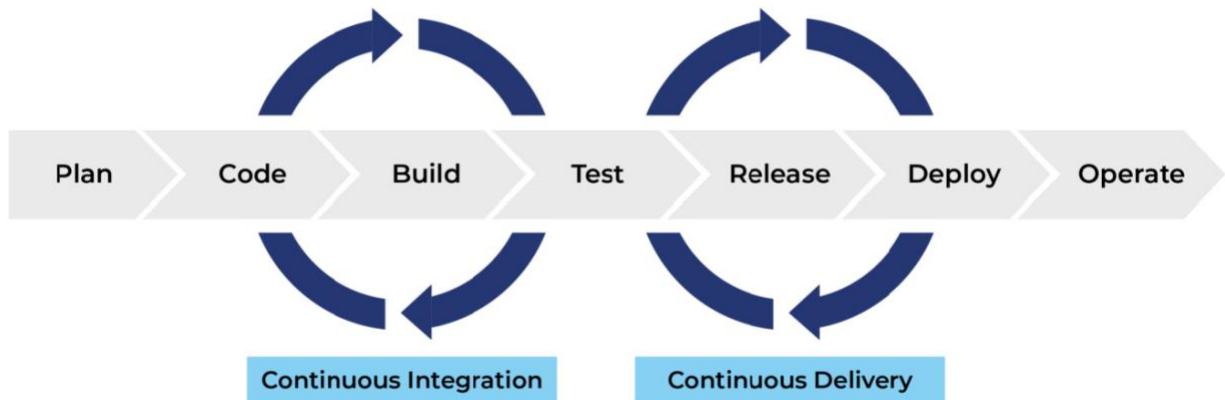 Plan Code Build Test Release Deploy Operate
Continuous Integration Continuous Delivery